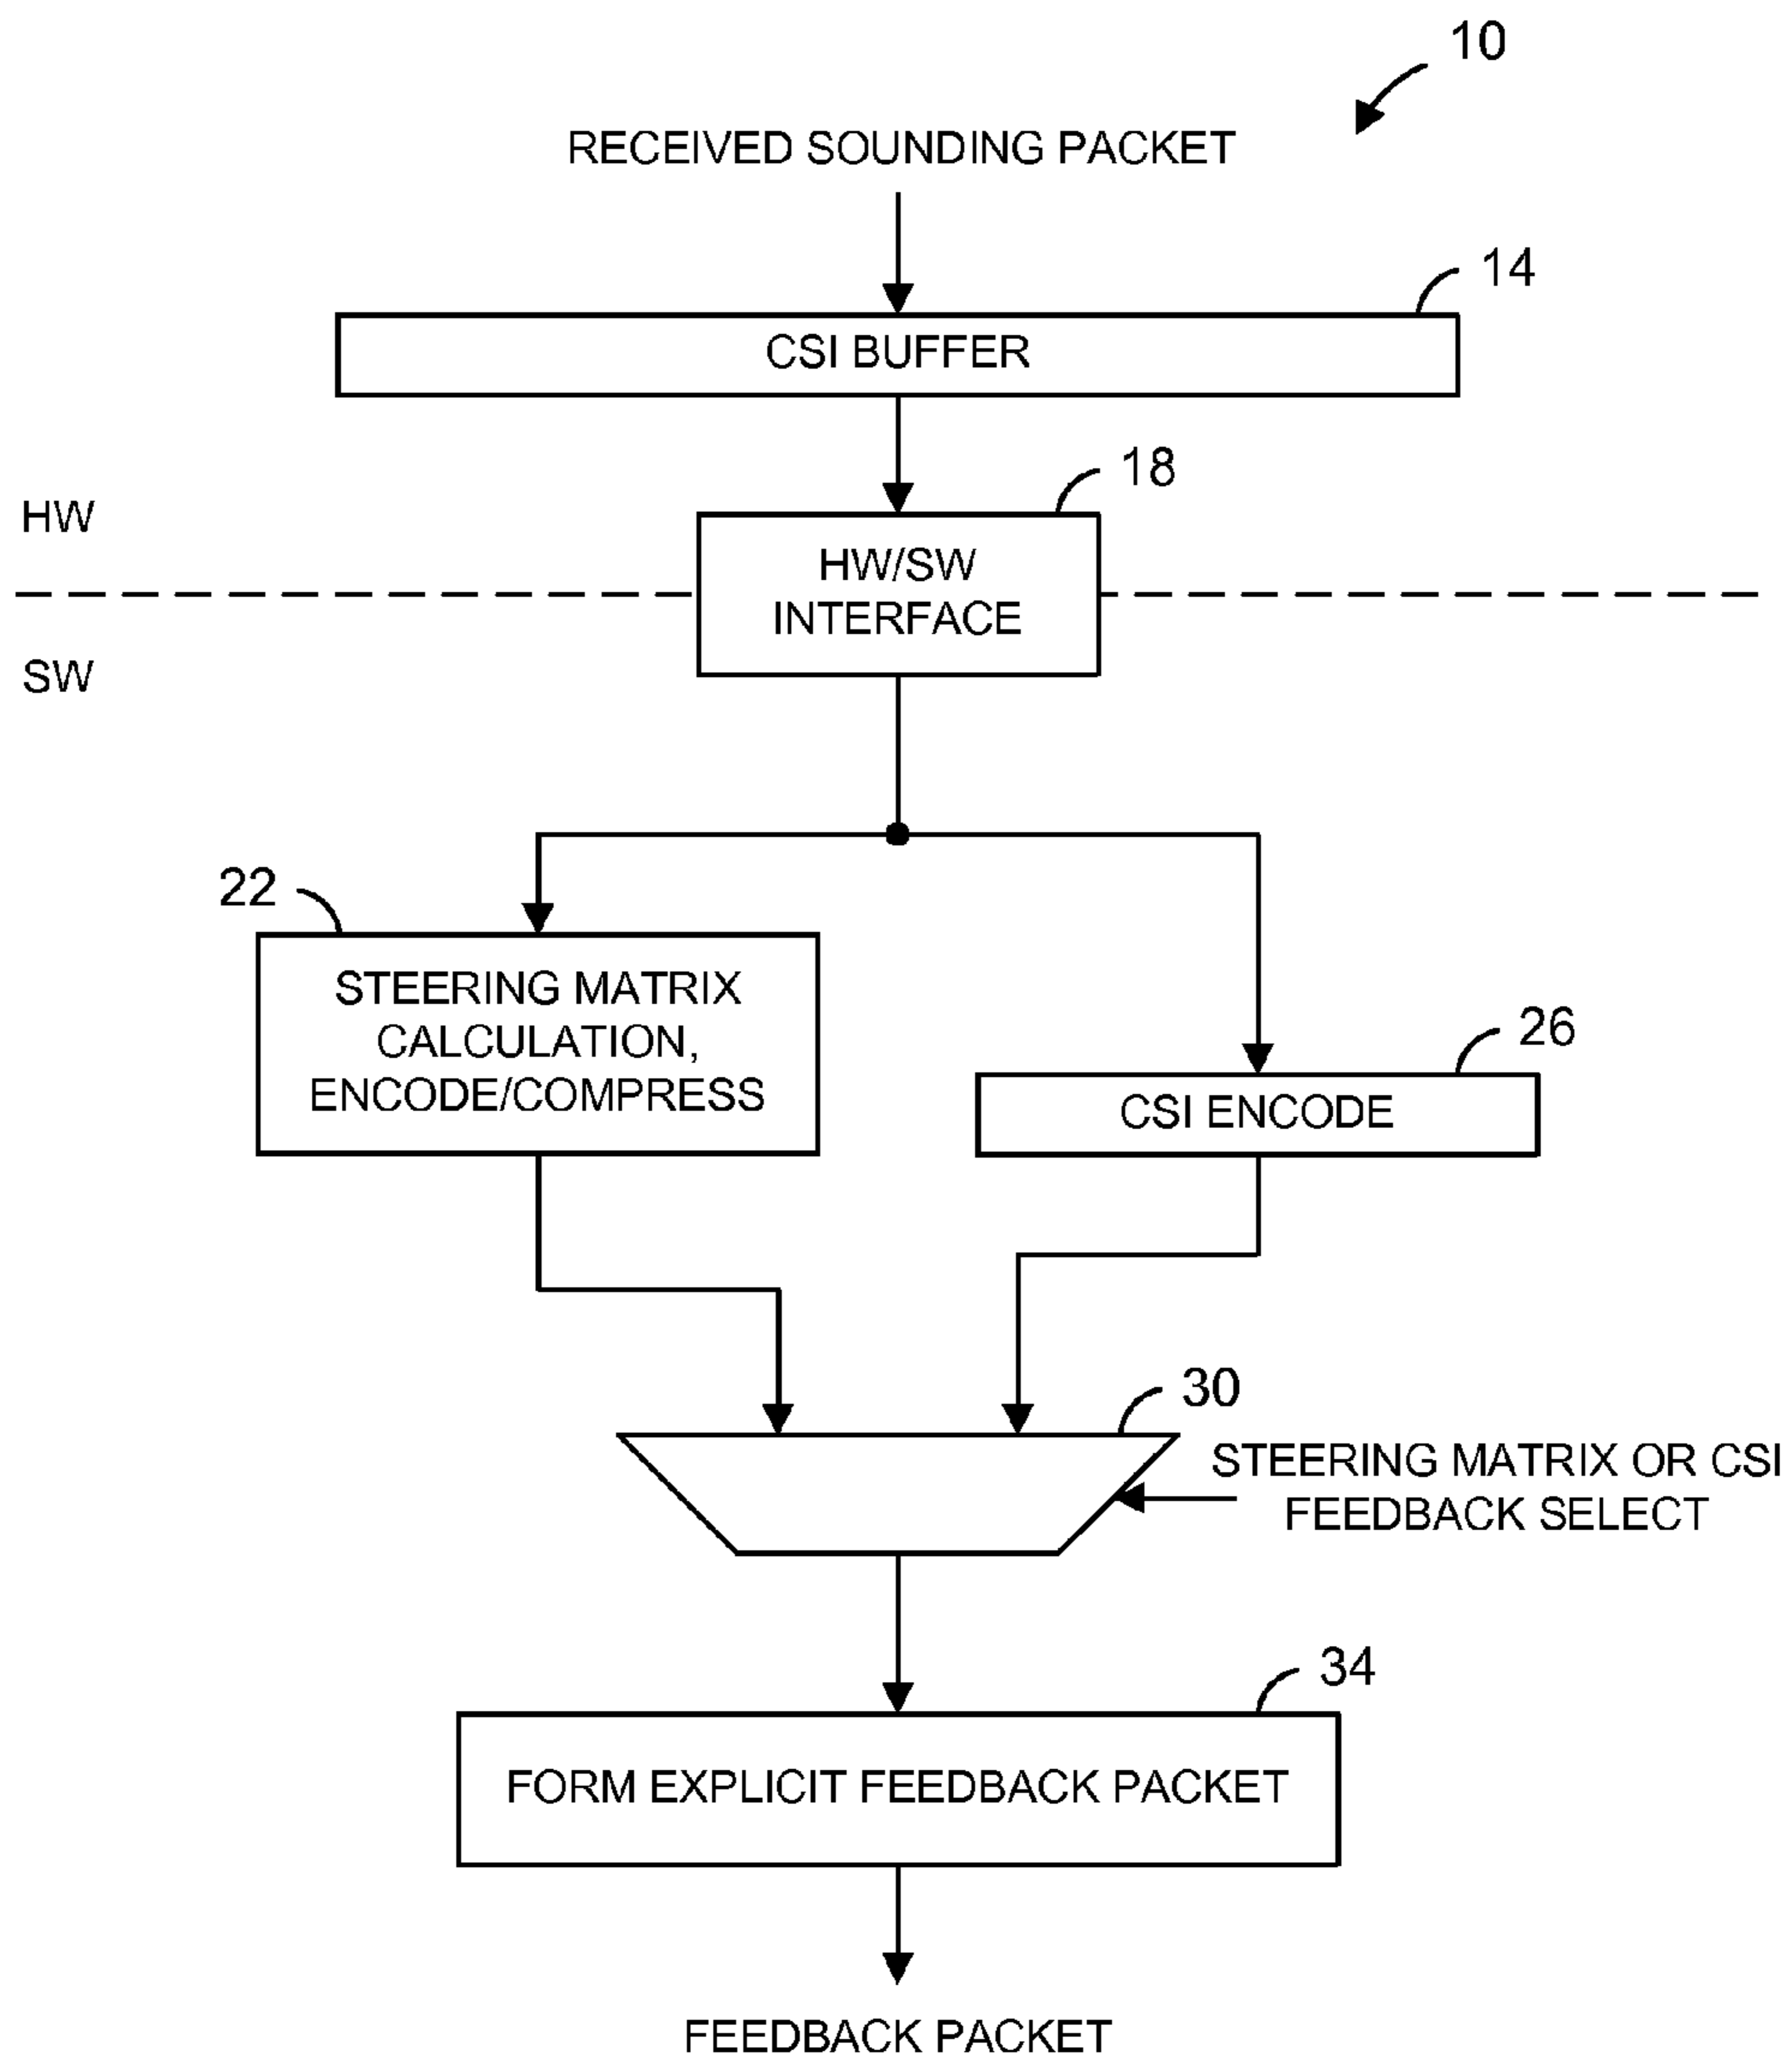 10
RECEIVED SOUNDING PACKET
14
CSI BUFFER
18
HW
HW/SW
INTERFACE
SW
22
STEERING MATRIX
CALCULATION,
ENCODE/COMPRESS
26
CSI ENCODE
30
STEERING MATRIX OR CSI
FEEDBACK SELECT
34
FORM EXPLICIT FEEDBACK PACKET
FEEDBACK PACKET